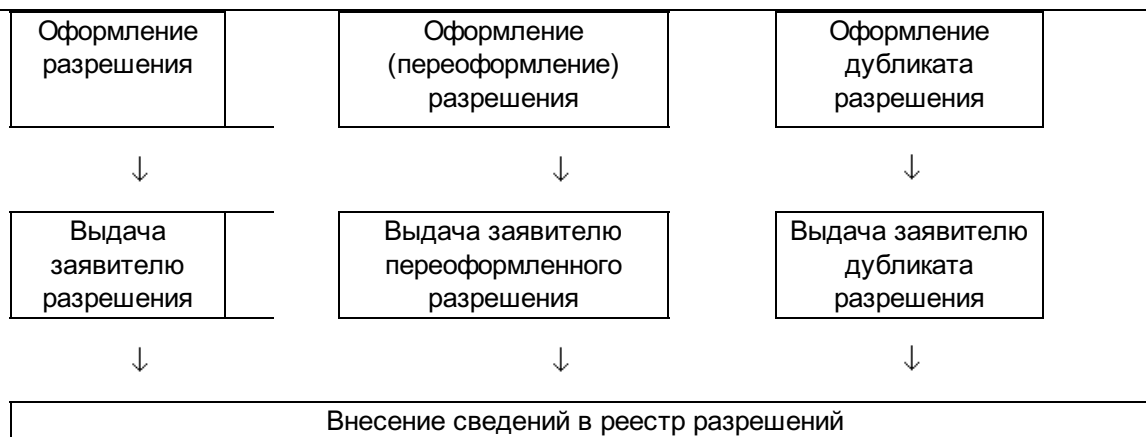 Оформление
разрешения
Оформление
(переоформление)
разрешения
Оформление
дубликата
разрешения
↓ ↓ ↓
Выдача
заявителю
разрешения
Выдача заявителю
переоформленного
разрешения
Выдача заявителю
дубликата
разрешения
↓ ↓ ↓
Внесение сведений в реестр разрешений